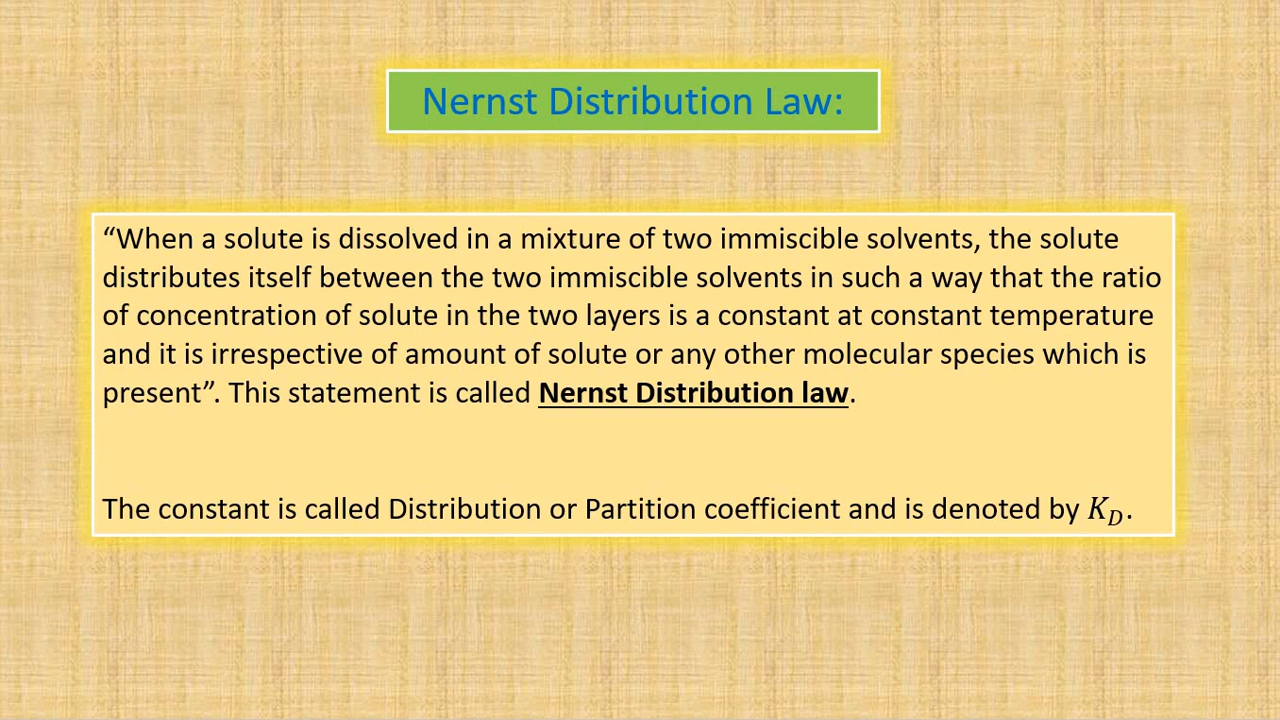 Nernst Distribution Law:
“When a solute is dissolved in a mixture of two immiscible solvents, the solute
distributes itself between the two immiscible solvents in such a way that the ratio
of concentration of solute in the two layers is a constant at constant temperature
and it is irrespective of amount of solute or any other molecular species which is
present”. This statement is called Nernst Distribution law.
The constant is called Distribution or Partition coefficient and is denoted by K_D.